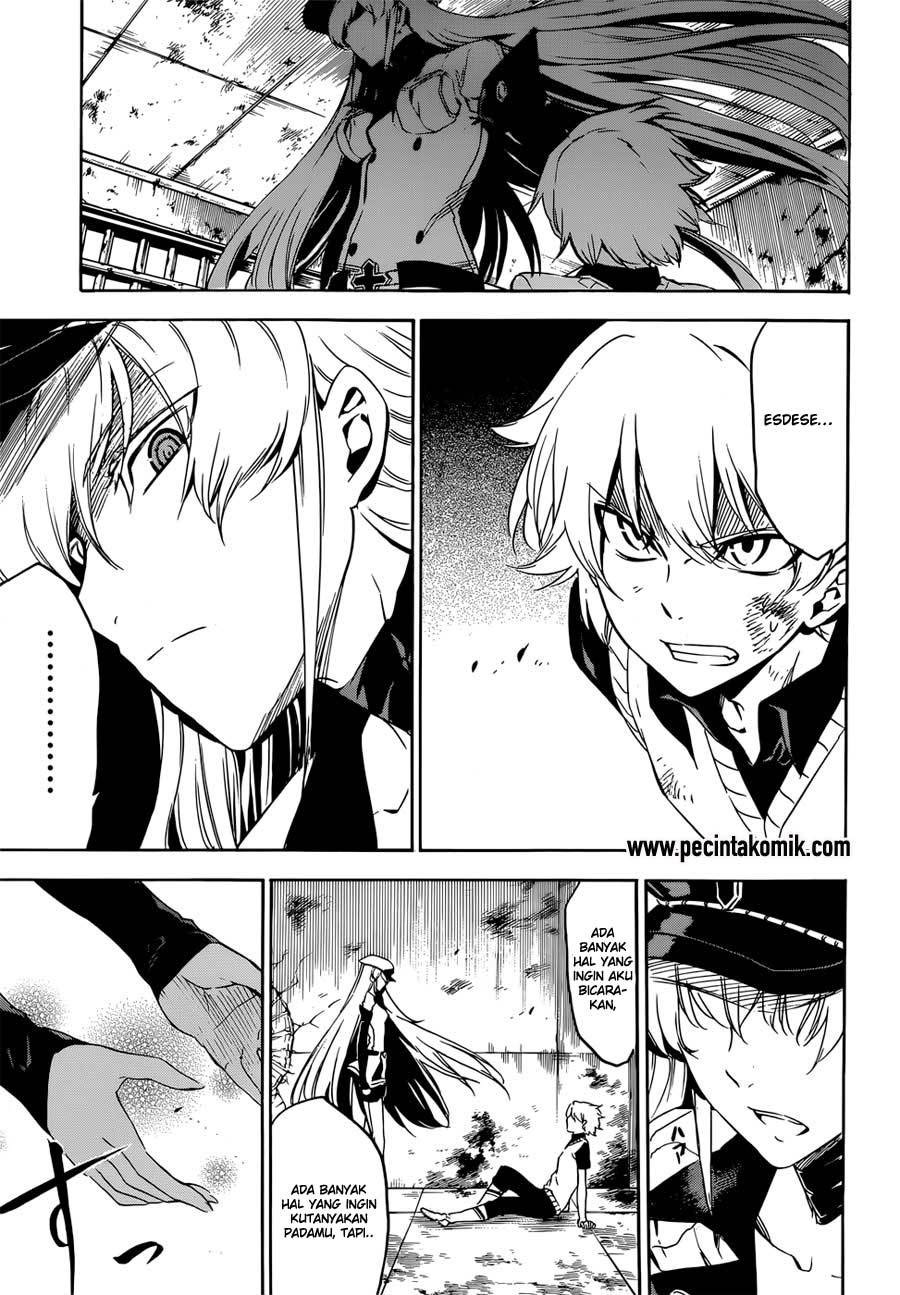 ESDESE...
..........
www.pecintakomik.com
ADA
BANYAK
HAL YANG
INGIN AKU
BICARA-
KAN,
ADA BANYAK
HAL YANG INGIN
KUTANYAKAN
PADAMU, TAPI..